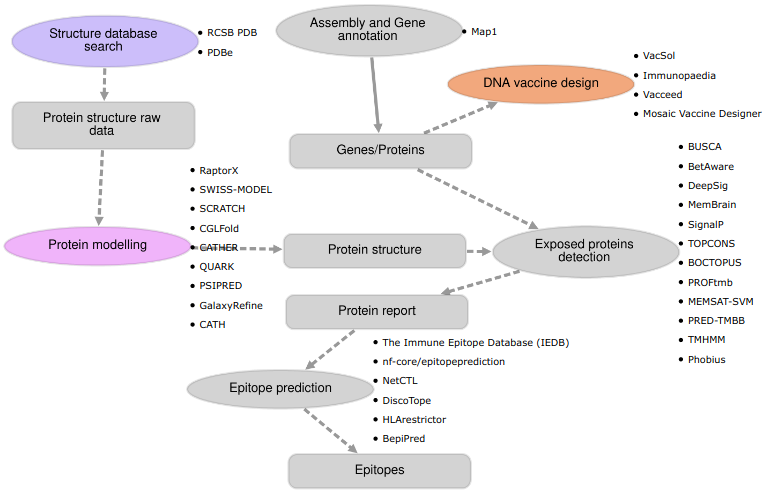 Structure database
search
• RCSB PDB
• PDBe
Assembly and Gene
annotation
• Map1
DNA vaccine design
• VacSol
• Immunopaedia
• Vacceed
• Mosaic Vaccine Designer
Protein structure raw
data
Genes/Proteins
• RaptorX
• SWISS-MODEL
• SCRATCH
• CGLFold
• CATHER
• QUARK
• PSIPRED
• GalaxyRefine
• CATH
Protein modelling
Protein structure
Exposed proteins
detection
• BUSCA
• BetAware
• DeepSig
• MemBrain
• SignalP
• TOPCONS
• BOCTOPUS
• PROFtmb
• MEMSAT-SVM
• PRED-TMBB
• TMHMM
• Phobius
Protein report
• The Immune Epitope Database (IEDB)
• nf-core/epitopeprediction
• NetCTL
• DiscoTope
• HLArestrictor
• BepiPred
Epitope prediction
Epitopes